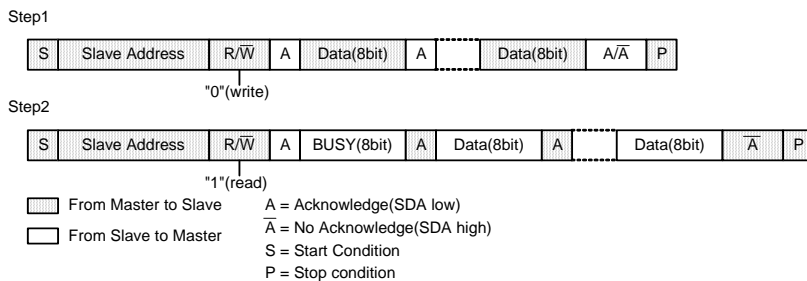 Step1
S Slave Address R/W̅ A Data(8bit) A Data(8bit) A/A̅ P
"0"(write)
Step2
S Slave Address R/W̅ A BUSY(8bit) A Data(8bit) A Data(8bit) A̅ P
"1"(read)
From Master to Slave
From Slave to Master
A = Acknowledge(SDA low)
A̅ = No Acknowledge(SDA high)
S = Start Condition
P = Stop condition